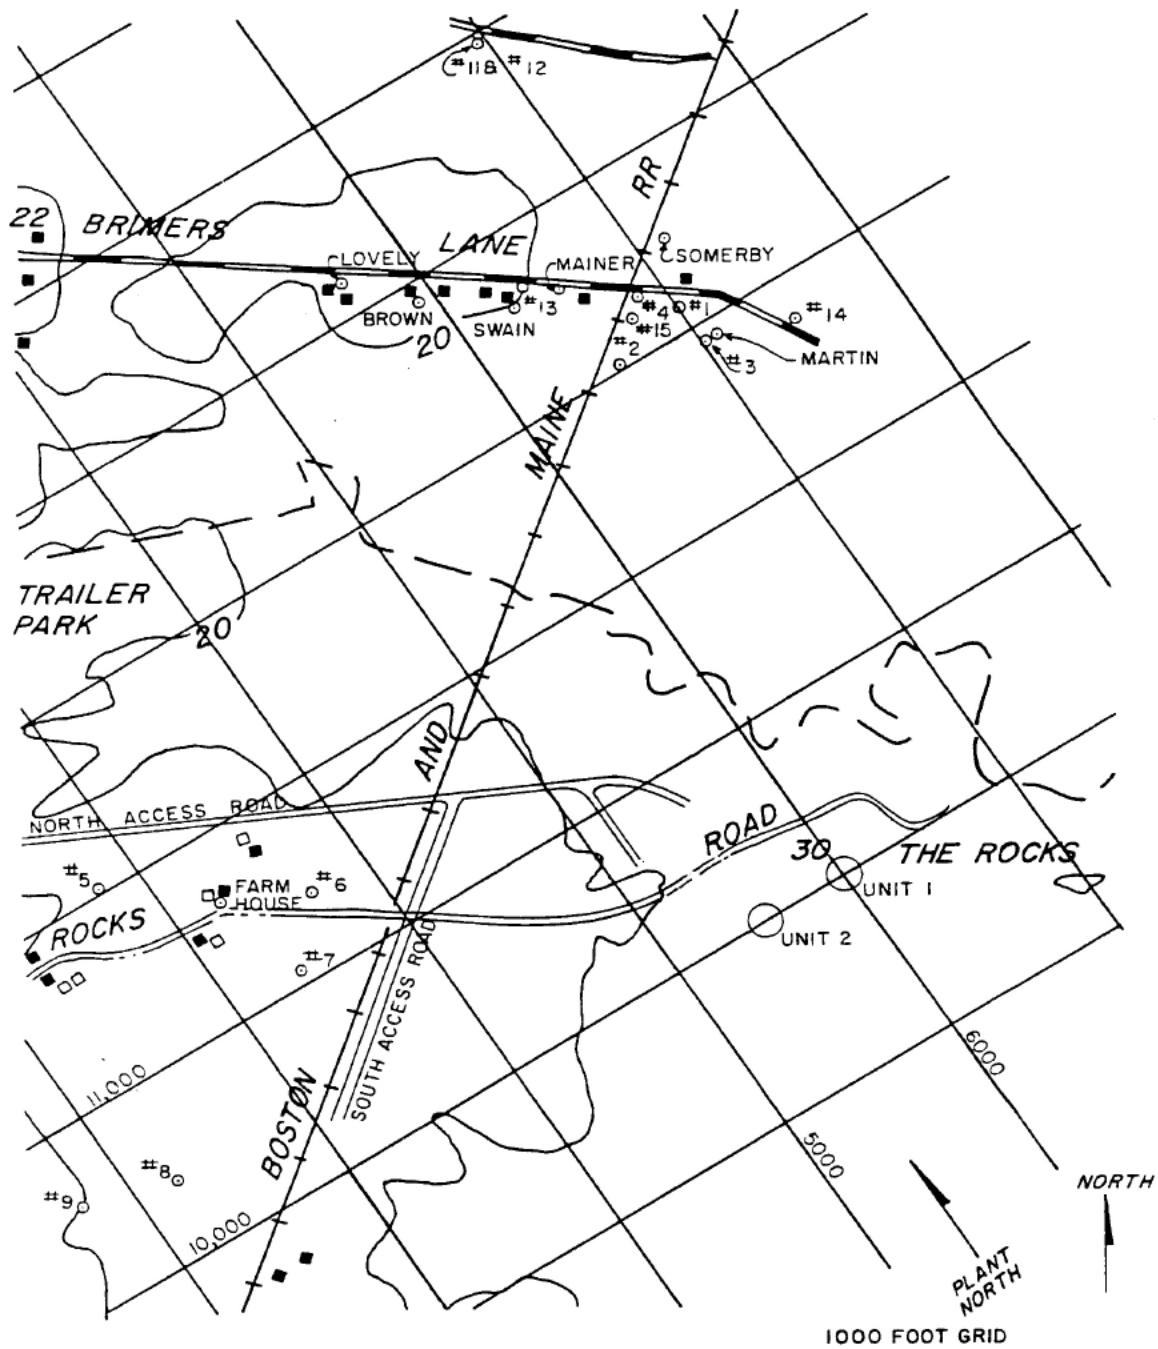 #11 & #12
RR
22
BRIMERS
LANE
SOMERBY
LOVELY
MAINER
#13
#4
#1
#14
BROWN
SWAIN
#15
20
#2
#3
MARTIN
MAINE
TRAILER
PARK
20
AND
NORTH ACCESS ROAD
ROAD
30
THE ROCKS
#5
FARM
HOUSE
#6
UNIT 1
ROCKS
UNIT 2
#7
SOUTH ACCESS ROAD
11,000
6000
BOSTON
5000
#8
#9
NORTH
10,000
PLANT
NORTH
1000 FOOT GRID